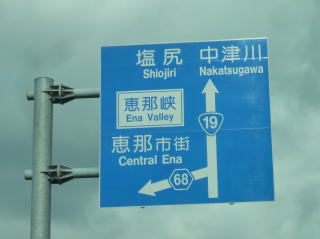 塩尻 中津川
Shiojiri Nakatsugawa
恵那峡
Ena Valley
19
恵那市街
Central Ena
68